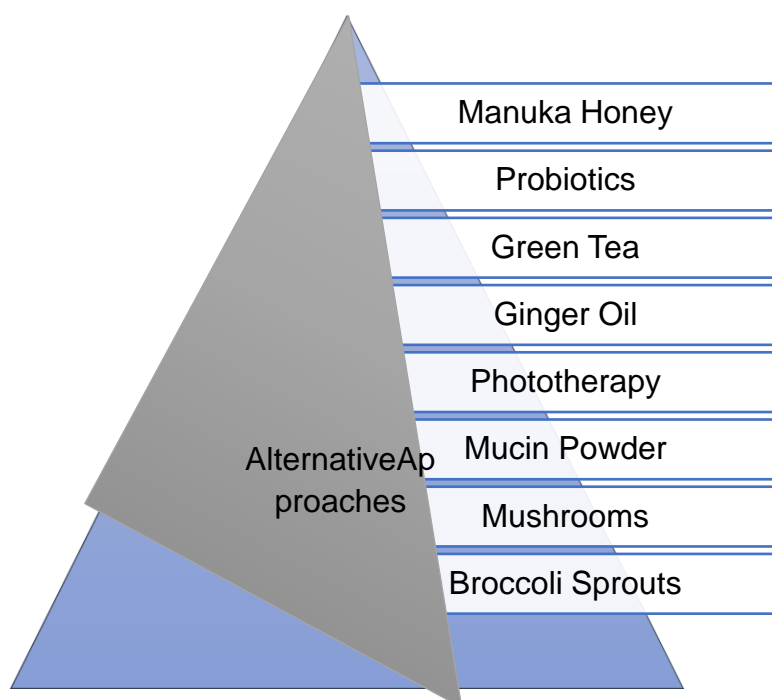 Manuka Honey
Probiotics
Green Tea
Ginger Oil
Phototherapy
Mucin Powder
Mushrooms
Broccoli Sprouts
AlternativeAp
proaches